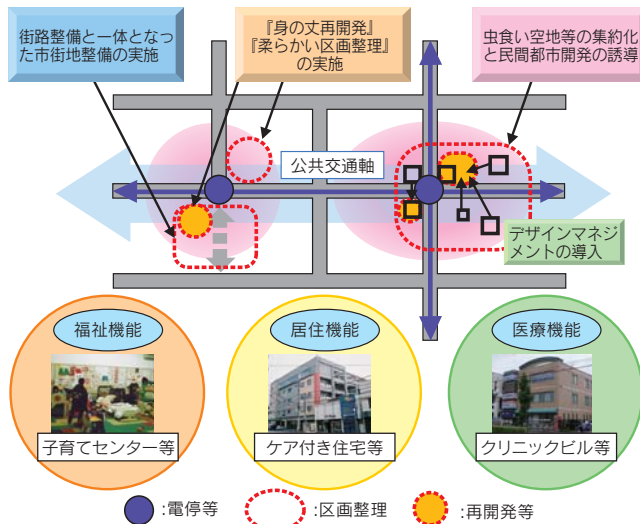 街路整備と一体となっ
た市街地整備の実施
『身の丈再開発』
『柔らかい区画整理』
の実施
虫食い空地等の集約化
と民間都市開発の誘導
公共交通軸
デザインマネジ
メントの導入
福祉機能
居住機能
医療機能
子育てセンター等
ケア付き住宅等
クリニックビル等
:電停等
:区画整理
:再開発等